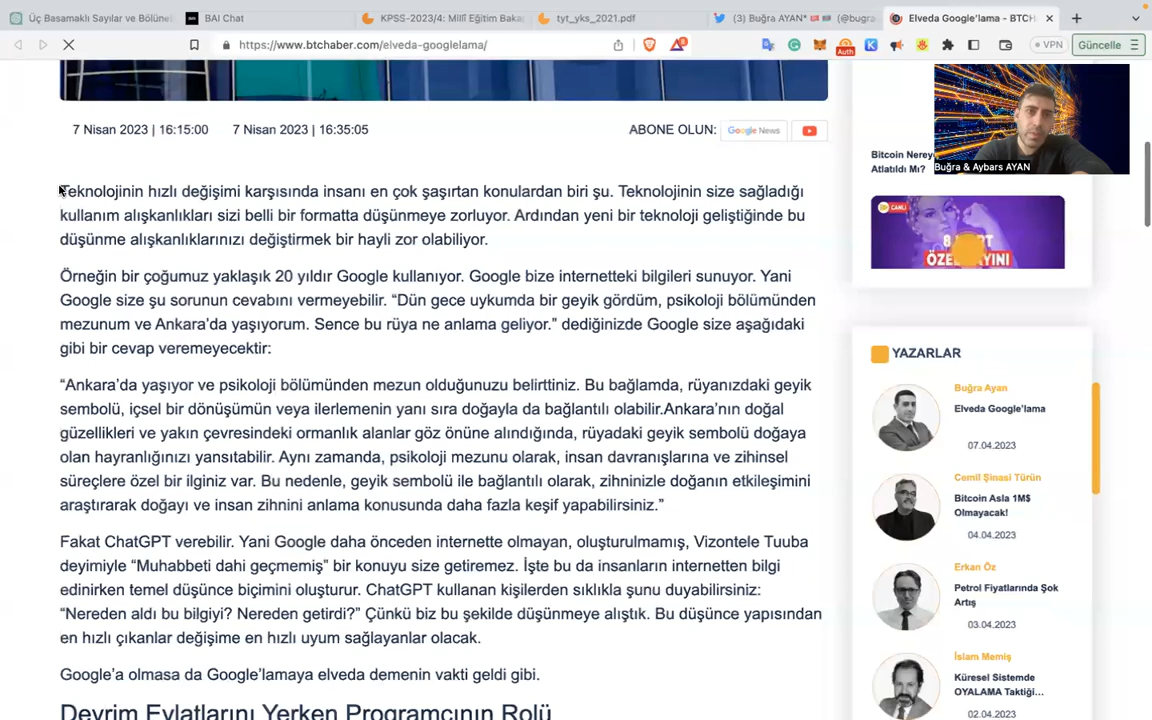 Üç Basamaklı Sayılar ve Bölüne
BAI Chat
KPSS-2023/4: Millî Eğitim Baka
tyt_yks_2021.pdf
(3) Buğra AYAN* (@bugra
Elveda Google'lama - BTCH
https://www.btchaber.com/elveda-googlelama/
Auth
VPN
Güncelle
7 Nisan 2023 | 16:15:00 7 Nisan 2023 | 16:35:05 ABONE OLUN: Google News
Teknolojinin hızlı değişimi karşısında insanı en çok şaşırtan konulardan biri şu. Teknolojinin size sağladığı
kullanım alışkanlıkları sizi belli bir formatta düşünmeye zorluyor. Ardından yeni bir teknoloji geliştiğinde bu
düşünme alışkanlıklarınızı değiştirmek bir hayli zor olabiliyor.
Örneğin bir çoğumuz yaklaşık 20 yıldır Google kullanıyor. Google bize internetteki bilgileri sunuyor. Yani
Google size şu sorunun cevabını vermeyebilir. “Dün gece uykumda bir geyik gördüm, psikoloji bölümünden
mezunum ve Ankara’da yaşıyorum. Sence bu rüya ne anlama geliyor.” dediğinizde Google size aşağıdaki
gibi bir cevap veremeyecektir:
“Ankara’da yaşıyor ve psikoloji bölümünden mezun olduğunuzu belirttiniz. Bu bağlamda, rüyanızdaki geyik
sembolü, içsel bir dönüşümün veya ilerlemenin yanı sıra doğayla da bağlantılı olabilir.Ankara’nın doğal
güzellikleri ve yakın çevresindeki ormanlık alanlar göz önüne alındığında, rüyadaki geyik sembolü doğaya
olan hayranlığınızı yansıtabilir. Aynı zamanda, psikoloji mezunu olarak, insan davranışlarına ve zihinsel
süreçlere özel bir ilginiz var. Bu nedenle, geyik sembolü ile bağlantılı olarak, zihninizle doğanın etkileşimini
araştırarak doğayı ve insan zihnini anlama konusunda daha fazla keşif yapabilirsiniz.”
Fakat ChatGPT verebilir. Yani Google daha önceden internette olmayan, oluşturulmamış, Vizontele Tuuba
deyimiyle “Muhabbeti dahi geçmemiş” bir konuyu size getiremez. İşte bu da insanların internetten bilgi
edinirken temel düşünce biçimini oluşturur. ChatGPT kullanan kişilerden sıklıkla şunu duyabilirsiniz:
“Nereden aldı bu bilgiyi? Nereden getirdi?” Çünkü biz bu şekilde düşünmeye alıştık. Bu düşünce yapısından
en hızlı çıkanlar değişime en hızlı uyum sağlayanlar olacak.
Google’a olmasa da Google’lamaya elveda demenin vakti geldi gibi.
Devrim Evlatlarını Yerken Programcının Rolü
Buğra & Aybars AYAN
Bitcoin Nerey
Atlatıldı Mı?
CANLI
ÖZEL YAYINI
YAZARLAR
Buğra Ayan
Elveda Google'lama
07.04.2023
Cemil Şinasi Türün
Bitcoin Asla 1M$
Olmayacak!
04.04.2023
Erkan Öz
Petrol Fiyatlarında Şok
Artış
03.04.2023
İslam Memiş
Küresel Sistemde
OYALAMA Taktiği...
02.04.2023